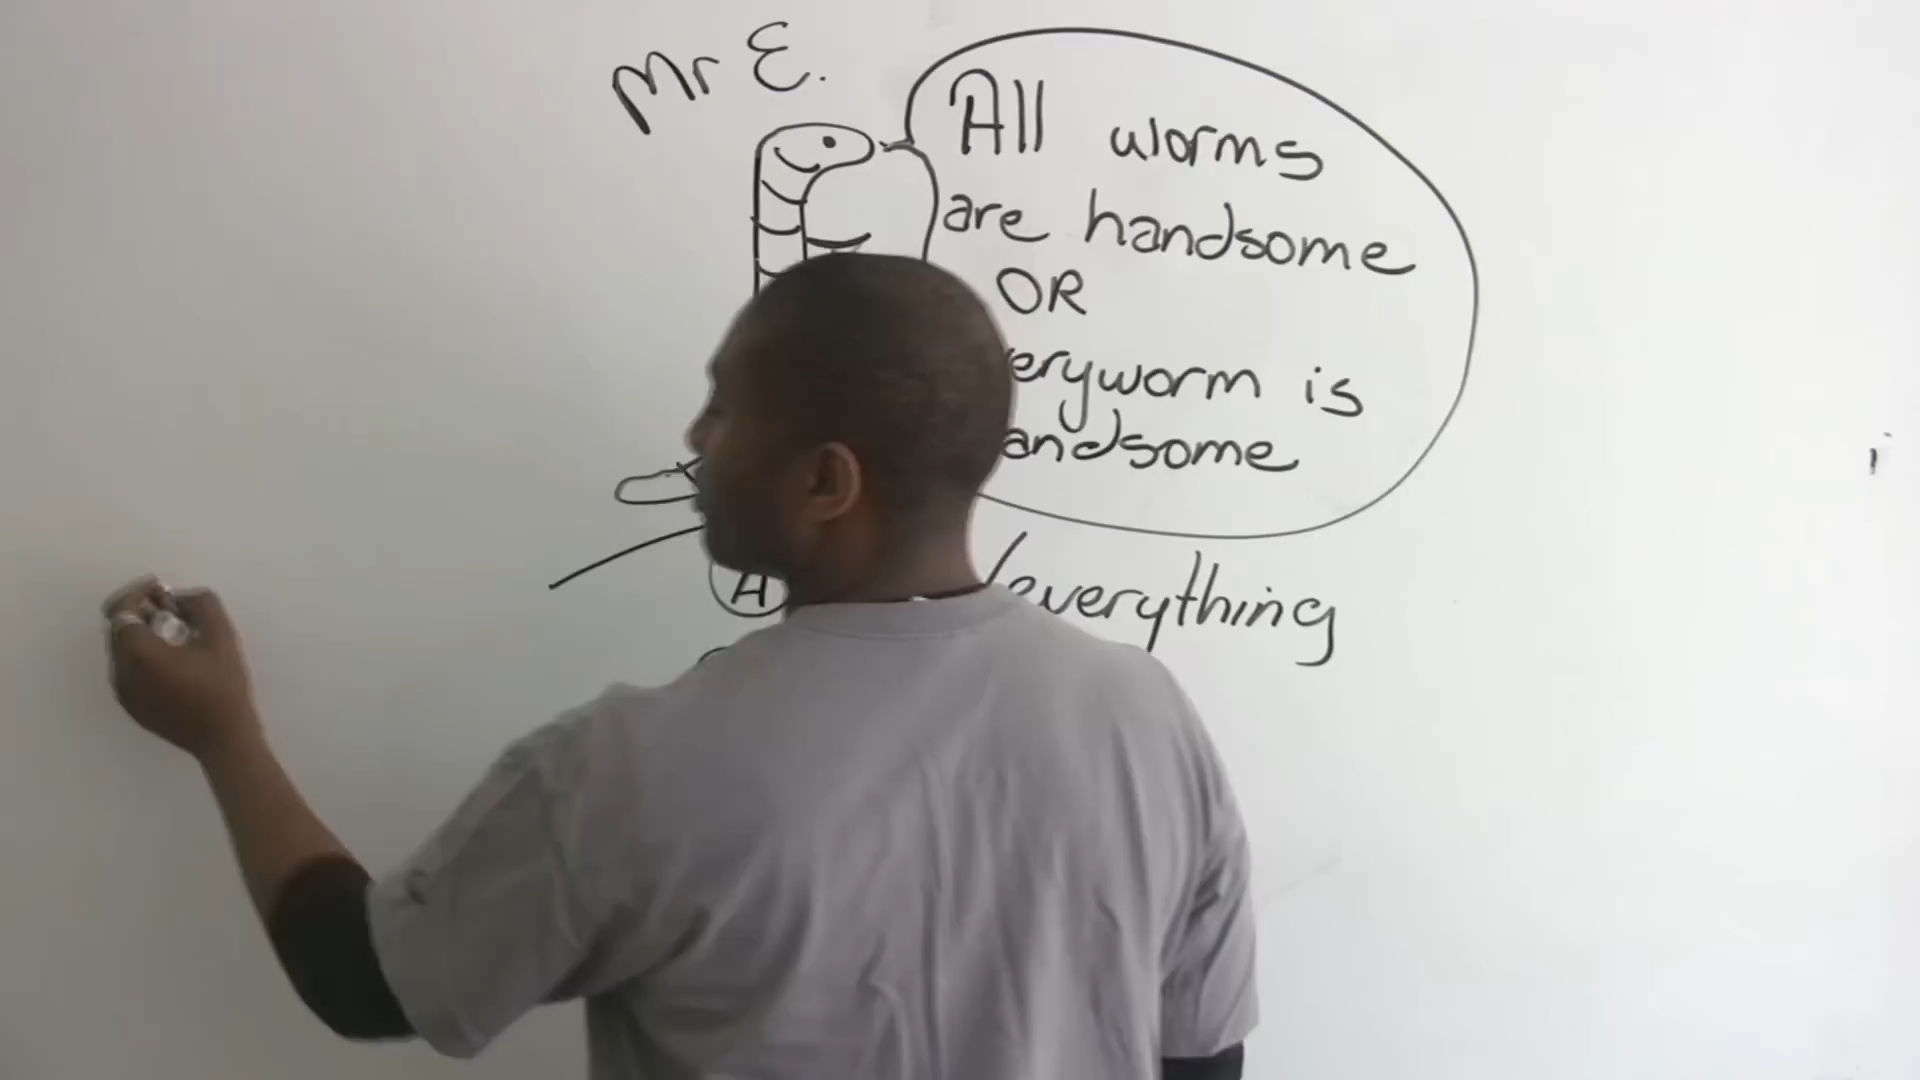 Mr E.
All worms
are handsome
OR
eryworm is
andsome
A /everything